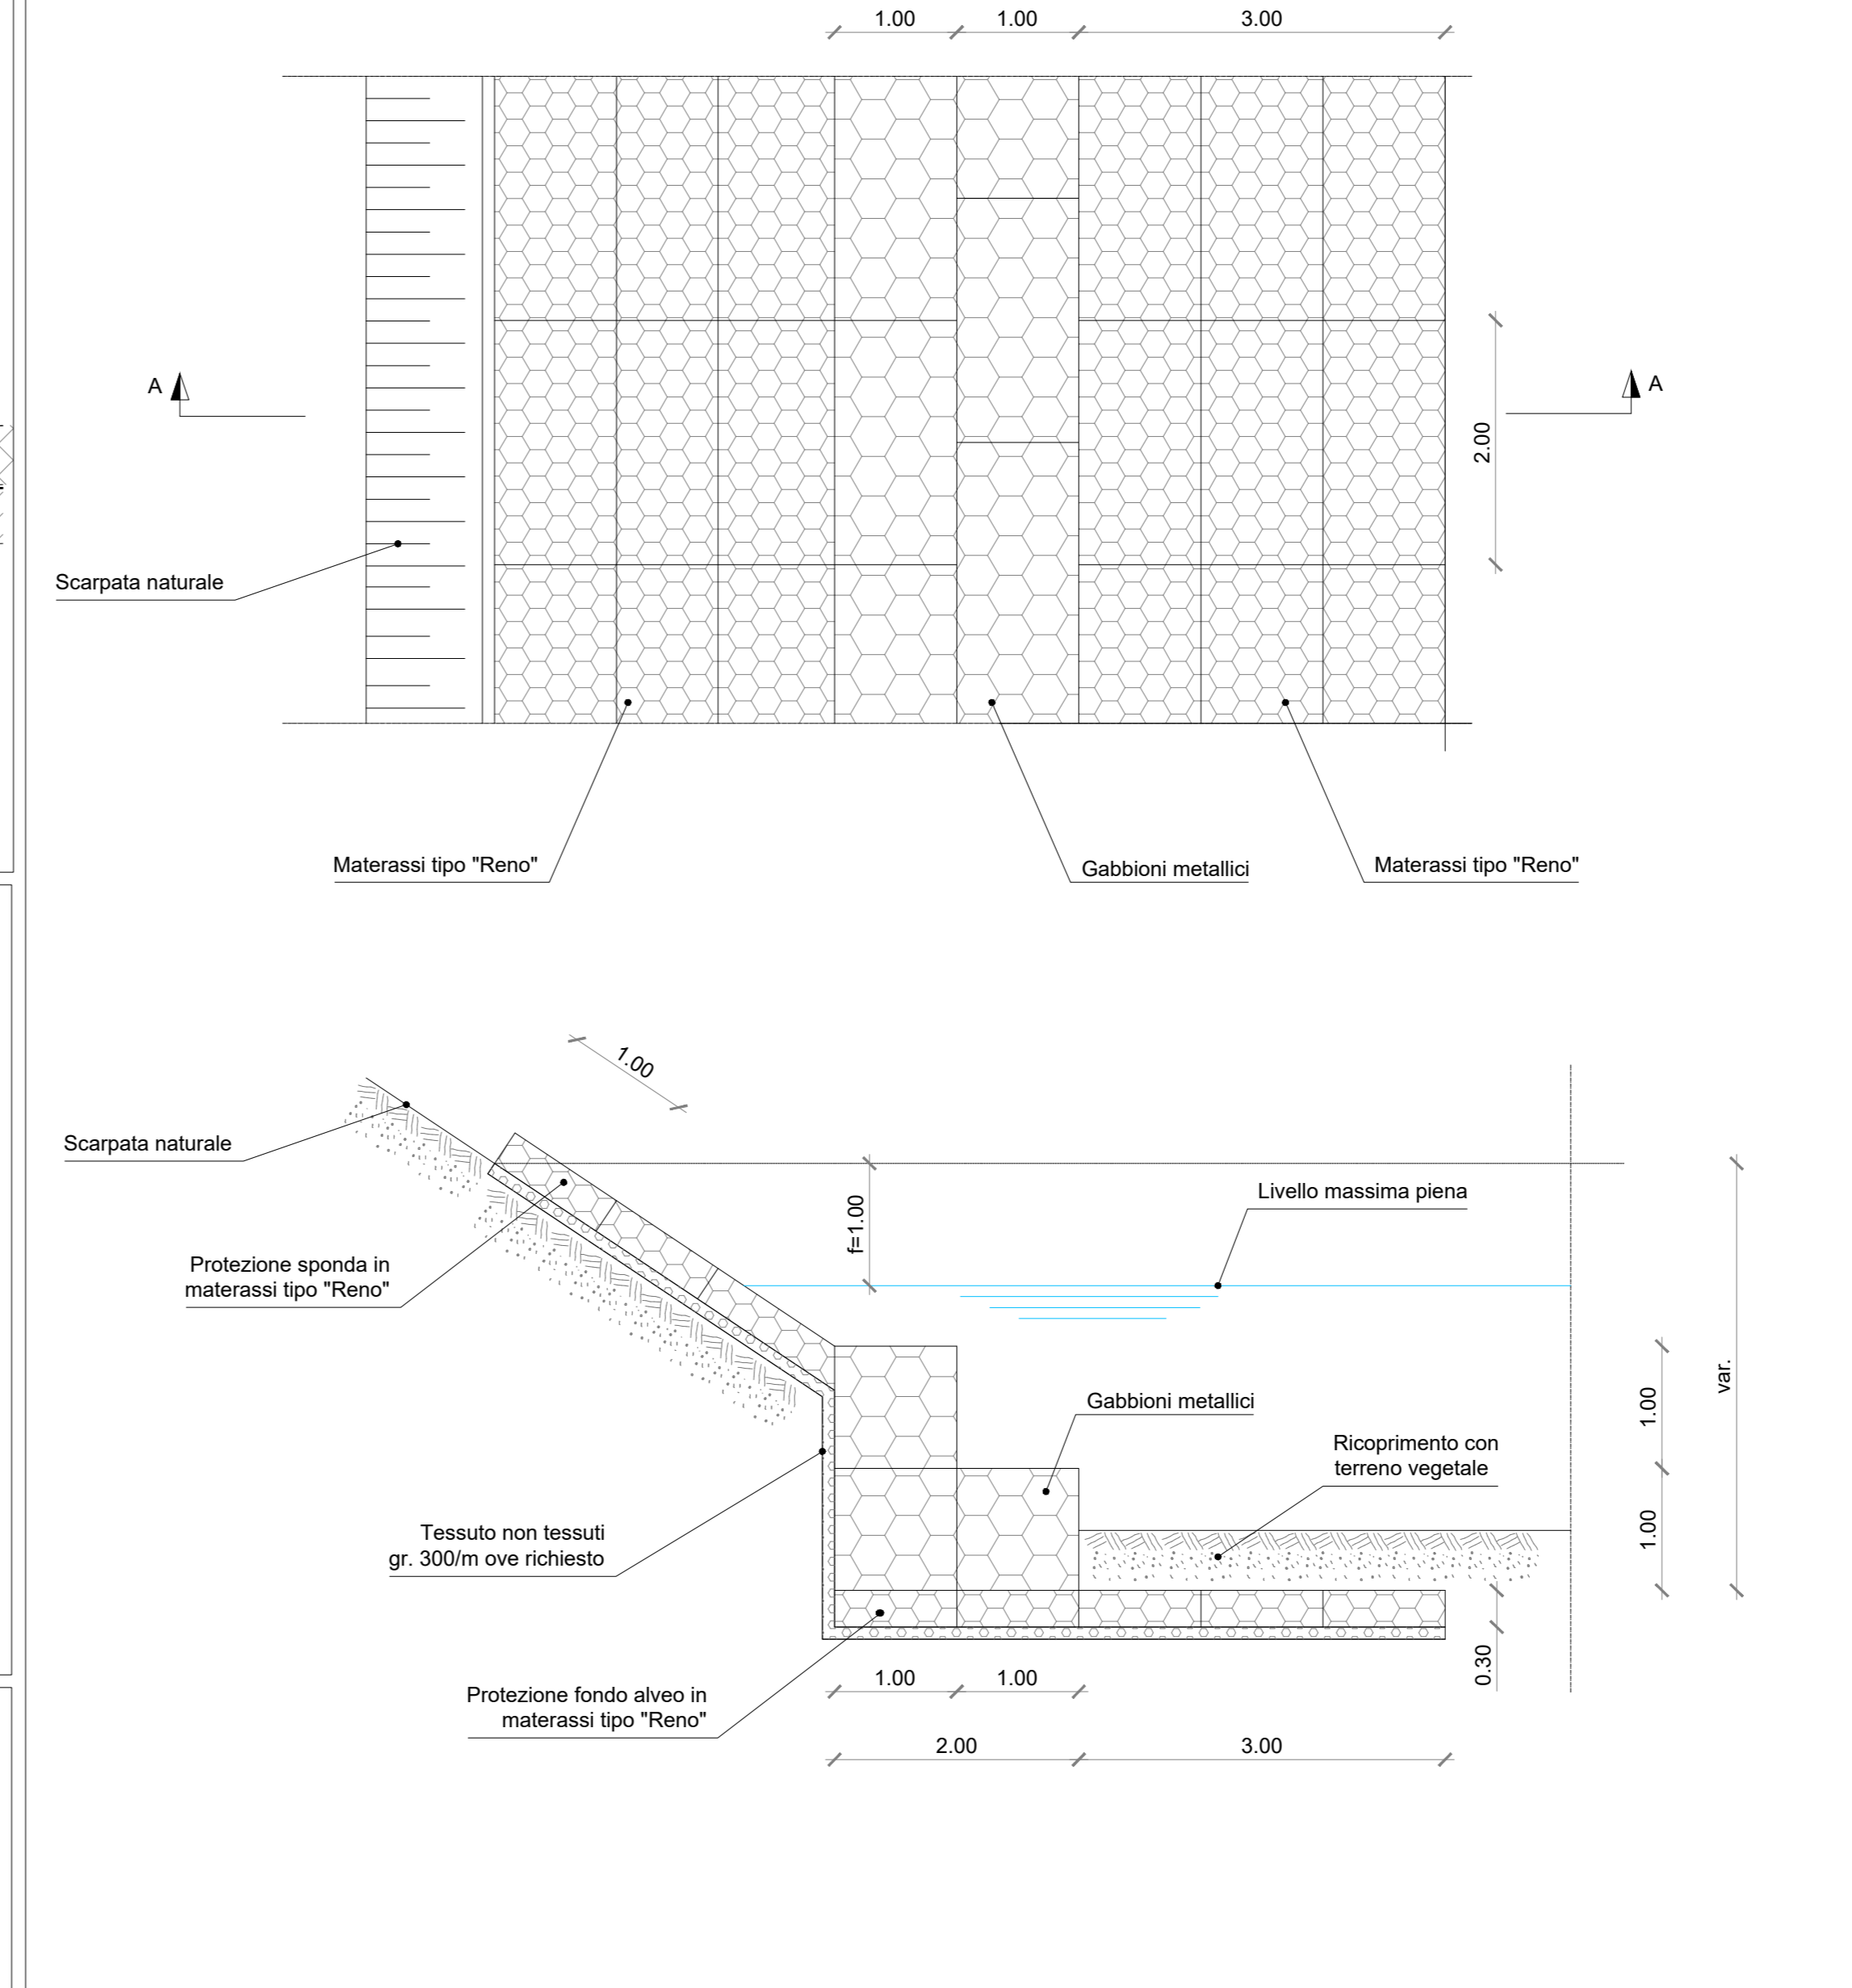 1.00 1.00 3.00
A A
2.00
Scarpata naturale
Materassi tipo "Reno" Gabbioni metallici Materassi tipo "Reno"
1.00
Scarpata naturale
Livello massima piena
f=1.00
Protezione sponda in
materassi tipo "Reno"
var.
1.00
Gabbioni metallici
Ricoprimento con
terreno vegetale
1.00
Tessuto non tessuti
gr. 300/m ove richiesto
0.30
1.00 1.00
Protezione fondo alveo in
materassi tipo "Reno"
2.00 3.00